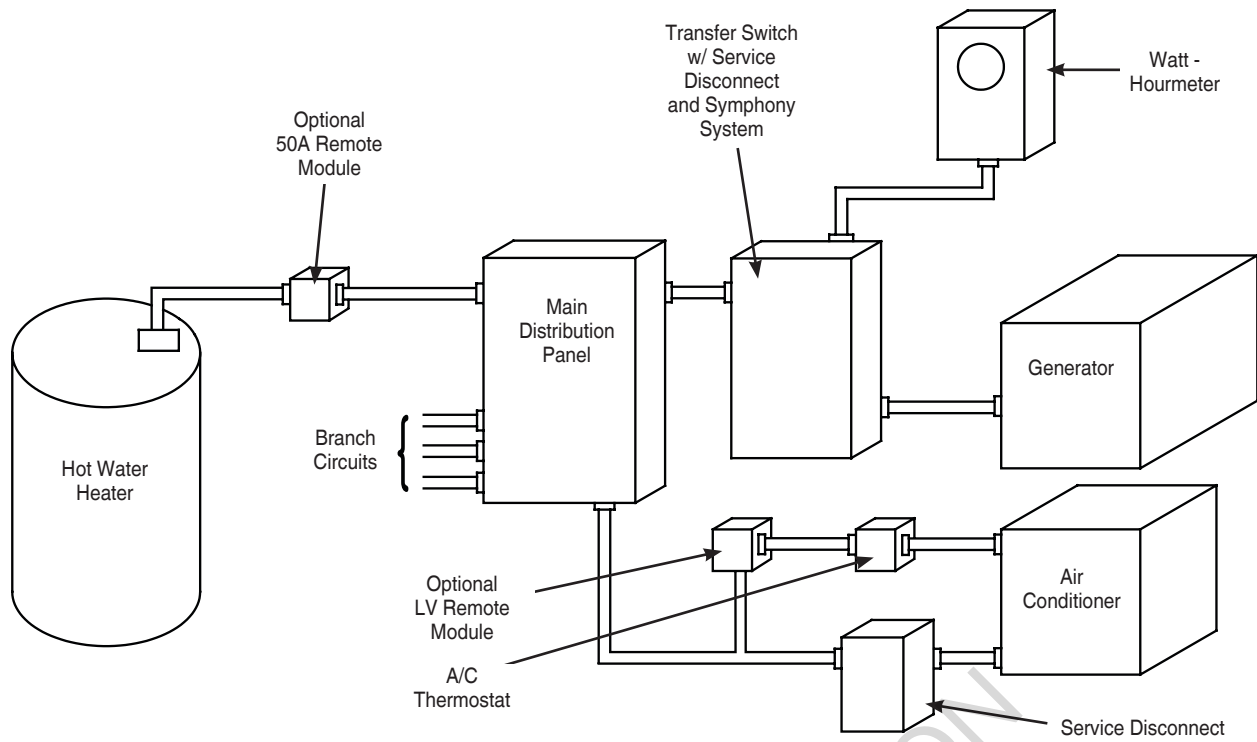 Transfer Switch
w/ Service
Disconnect
and Symphony
System
Watt -
Hourmeter
Optional
50A Remote
Module
Main
Distribution
Panel
Generator
Branch
Circuits
Hot Water
Heater
Optional
LV Remote
Module
Air
Conditioner
A/C
Thermostat
Service Disconnect